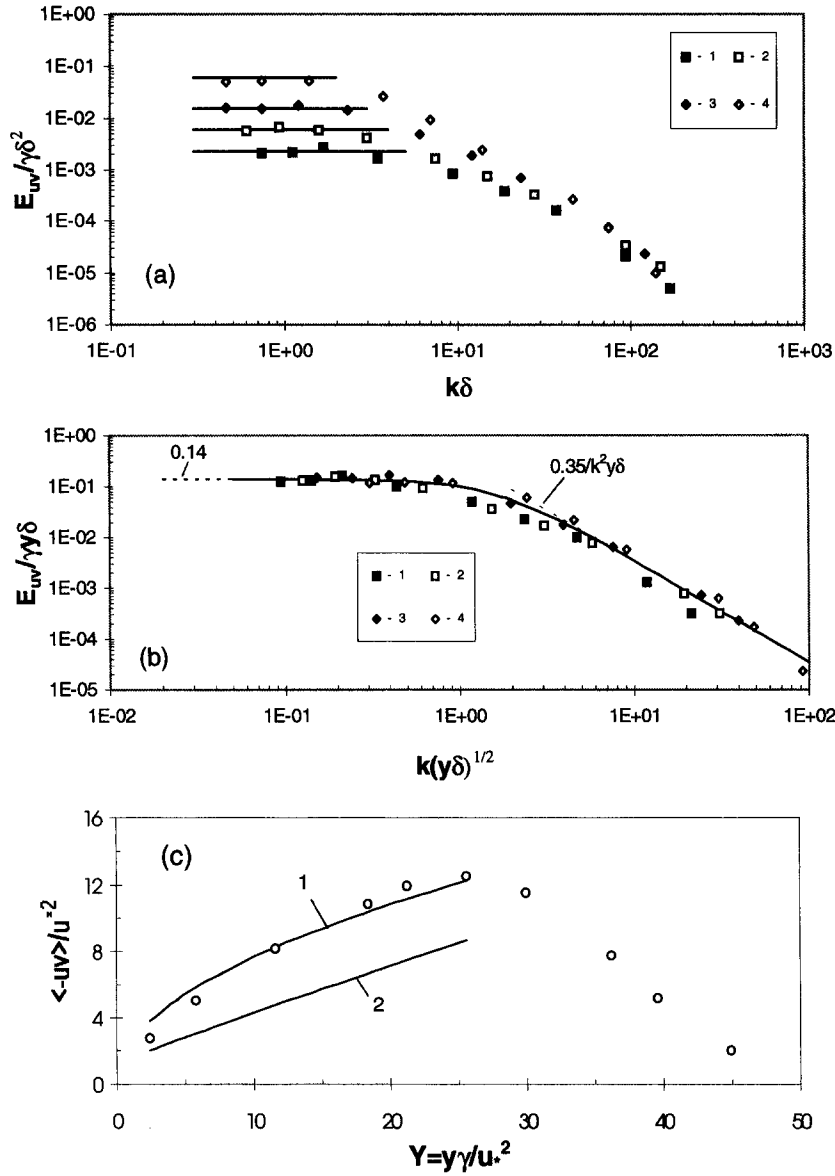 1E+00
1E-01
1E-02
1E-03
1E-04
1E-05
1E-06
E_uv/γδ²
■ - 1 □ - 2
◆ - 3 ◇ - 4
(a)
1E-01 1E+00 1E+01 1E+02 1E+03
kδ
1E+00
1E-01
1E-02
1E-03
1E-04
1E-05
E_uv/γyδ
0.14
0.35/k²yδ
■ - 1 □ - 2
◆ - 3 ◇ - 4
(b)
1E-02 1E-01 1E+00 1E+01 1E+02
k(yδ)^1/2
16
12
8
4
0
<-uv>/u*²
(c)
1
2
0 10 20 30 40 50
Y=yγ/u*²